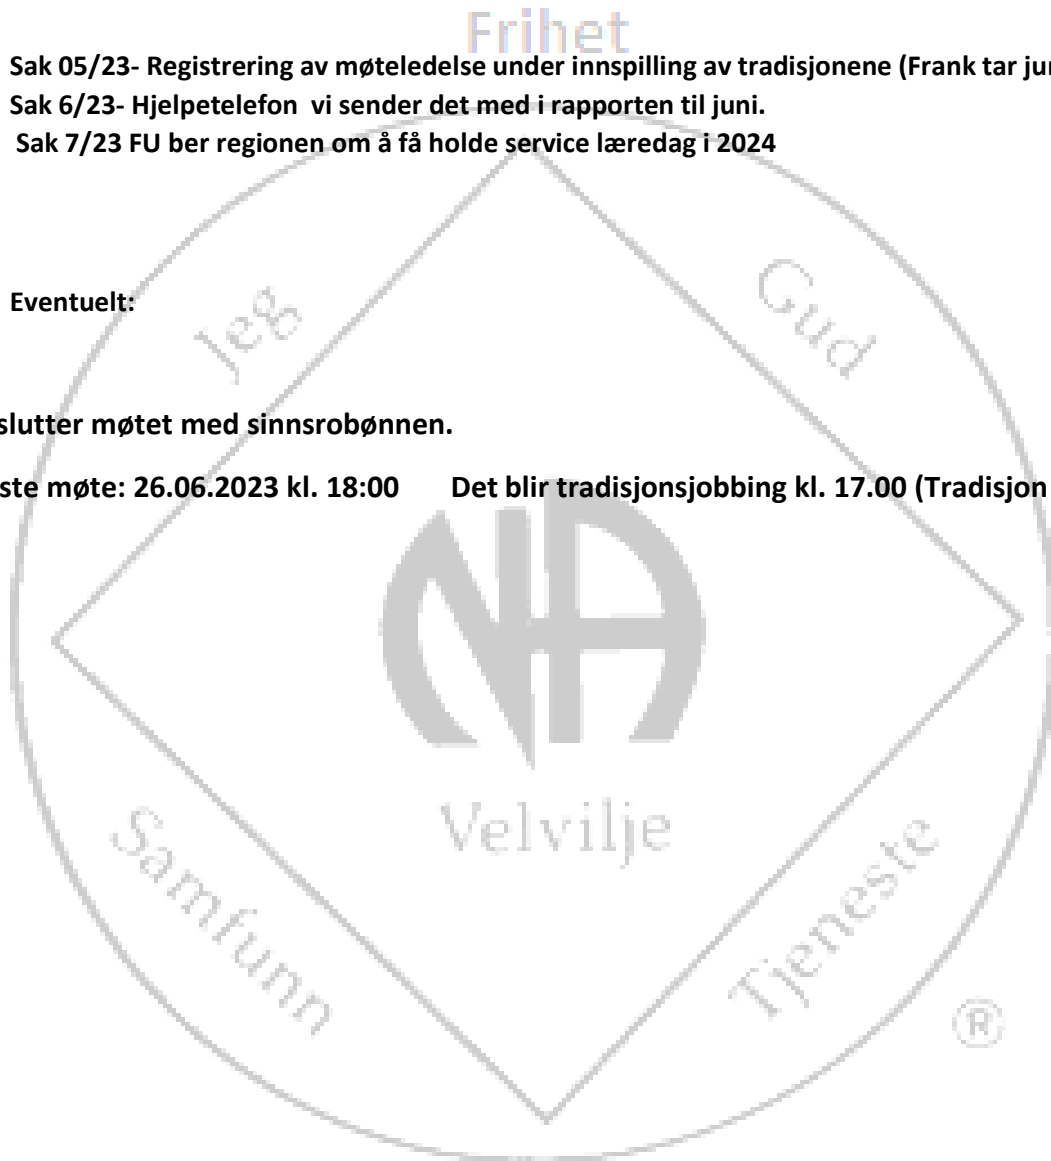 Frihet
Sak 05/23- Registrering av møteledelse under innspilling av tradisjonene (Frank tar
Sak 6/23- Hjelpetelefon  vi sender det med i rapporten til juni.
Sak 7/23 FU ber regionen om å få holde service læredag i 2024
Jeg
Gud
Eventuelt:
slutter møtet med sinnsrobønnen.
ste møte: 26.06.2023 kl. 18:00 Det blir tradisjonsjobbing kl. 17.00 (Tradisjon
NA
Velvilje
Samfunn
Tjeneste
®